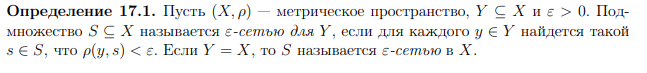 Определение 17.1. Пусть (X, ρ) — метрическое пространство, Y ⊆ X и ε > 0. Под-
множество S ⊆ X называется ε-сетью для Y, если для каждого y ∈ Y найдется такой
s ∈ S, что ρ(y, s) < ε. Если Y = X, то S называется ε-сетью в X.